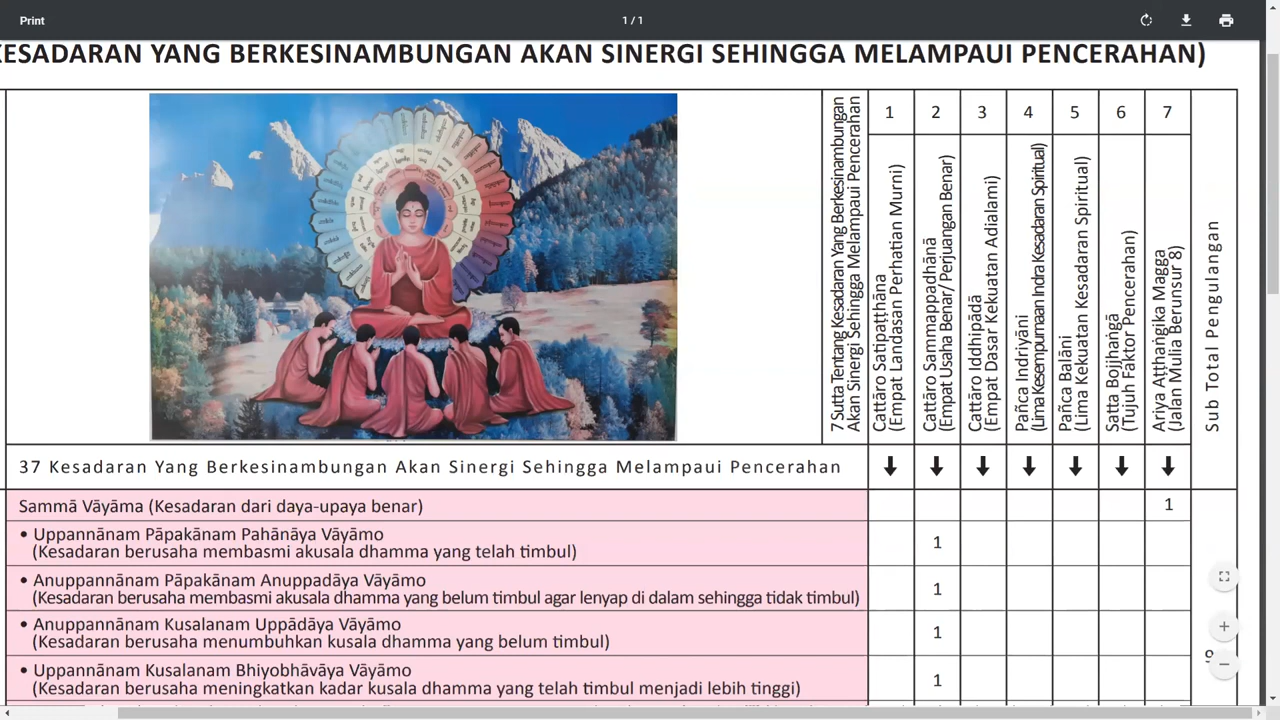 Print
1 / 1
KESADARAN YANG BERKESINAMBUNGAN AKAN SINERGI SEHINGGA MELAMPAUI PENCERAHAN)
7 Sutta Tentang Kesadaran Yang Berkesinambungan
Akan Sinergi Sehingga Melampaui Pencerahan
1
2
3
4
5
6
7
Cattāro Satipaṭṭhāna
(Empat Landasan Perhatian Murni)
Cattāro Sammappadhānā
(Empat Usaha Benar/ Perjuangan Benar)
Cattāro Iddhipādā
(Empat Dasar Kekuatan Adialami)
Pañca Indriyāni
(Lima Kesempurnaan Indra Kesadaran Spiritual)
Pañca Balāni
(Lima Kekuatan Kesadaran Spiritual)
Satta Bojjhaṅgā
(Tujuh Faktor Pencerahan)
Ariya Aṭṭhaṅgika Magga
(Jalan Mulia Berunsur 8)
Sub Total Pengulangan
37 Kesadaran Yang Berkesinambungan Akan Sinergi Sehingga Melampaui Pencerahan
Sammā Vāyāma (Kesadaran dari daya-upaya benar) 1
• Uppannānam Pāpakānam Pahānāya Vāyāmo
(Kesadaran berusaha membasmi akusala dhamma yang telah timbul) 1
• Anuppannānam Pāpakānam Anuppadāya Vāyāmo
(Kesadaran berusaha membasmi akusala dhamma yang belum timbul agar lenyap di dalam sehingga tidak timbul) 1
• Anuppannānam Kusalanam Uppādāya Vāyāmo
(Kesadaran berusaha menumbuhkan kusala dhamma yang belum timbul) 1
• Uppannānam Kusalanam Bhiyobhāvāya Vāyāmo
(Kesadaran berusaha meningkatkan kadar kusala dhamma yang telah timbul menjadi lebih tinggi) 1
9